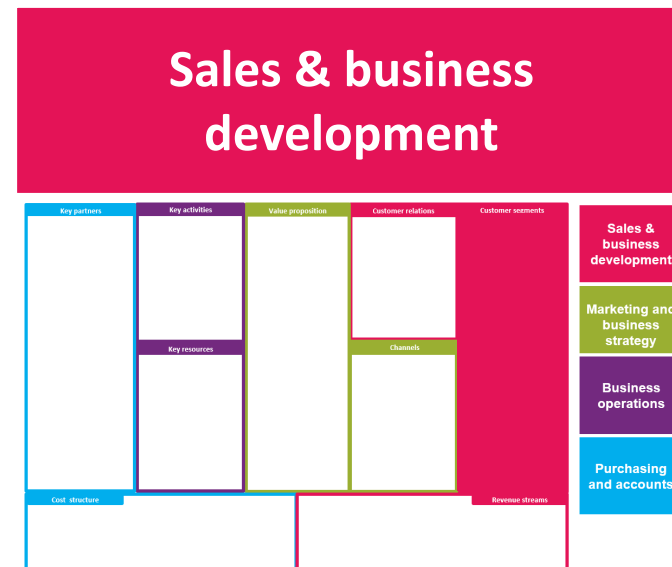 Sales & business
development
Key partners
Key activities
Value proposition
Customer relations
Customer segments
Key resources
Channels
Cost structure
Revenue streams
Sales &
business
development
Marketing and
business
strategy
Business
operations
Purchasing
and accounts